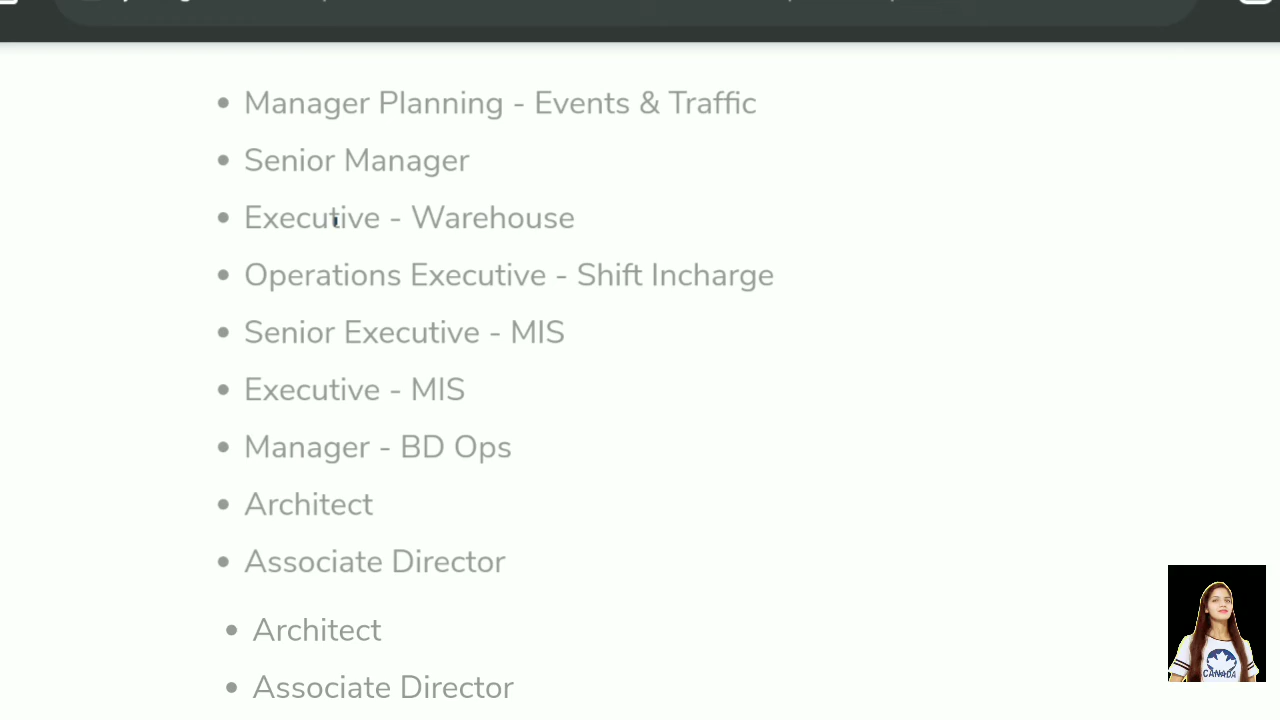 Manager Planning - Events & Traffic
Senior Manager
Executive - Warehouse
Operations Executive - Shift Incharge
Senior Executive - MIS
Executive - MIS
Manager - BD Ops
Architect
Associate Director
Architect
Associate Director
CANADA